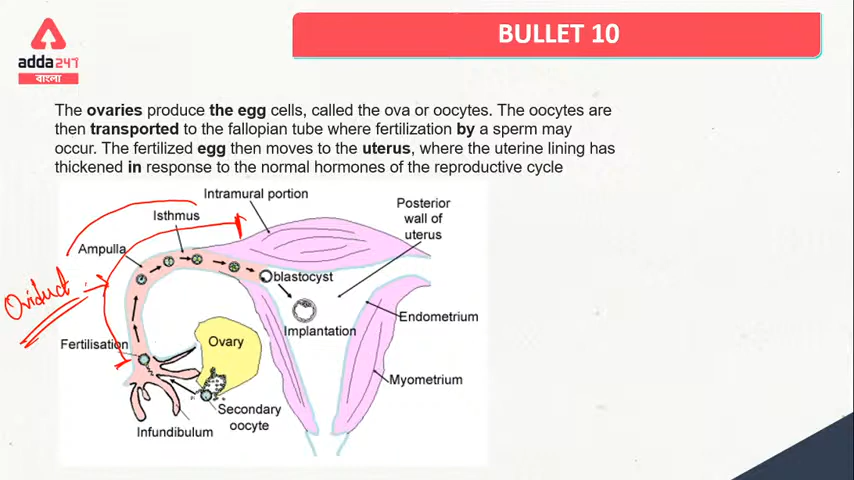 BULLET 10
adda247
বাংলা
The ovaries produce the egg cells, called the ova or oocytes. The oocytes are
then transported to the fallopian tube where fertilization by a sperm may
occur. The fertilized egg then moves to the uterus, where the uterine lining has
thickened in response to the normal hormones of the reproductive cycle
Intramural portion
Isthmus
Posterior
wall of
uterus
Ampulla
blastocyst
Oviduct
Implantation
Endometrium
Fertilisation
Ovary
Myometrium
Secondary
oocyte
Infundibulum